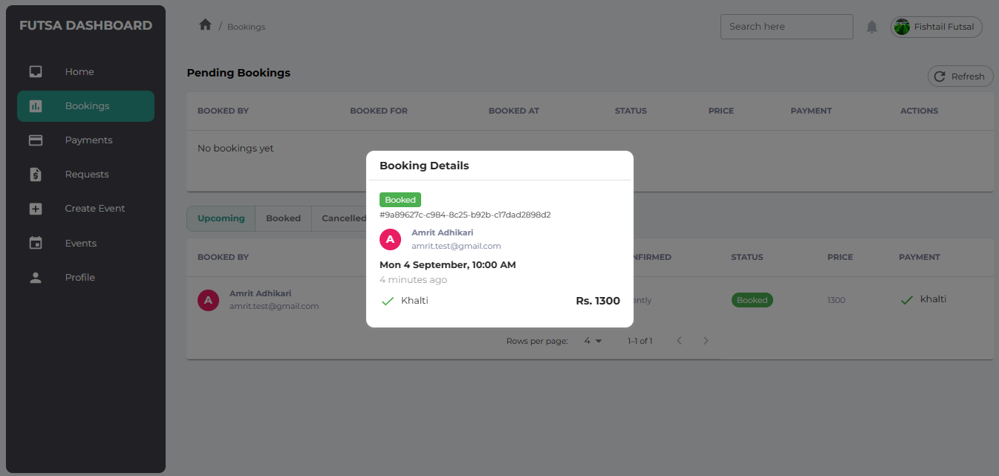 FUTSA DASHBOARD
Home
Bookings
Payments
Requests
Create Event
Events
Profile
/ Bookings
Search here
Fishtail Futsal
Pending Bookings
Refresh
BOOKED BY BOOKED FOR BOOKED AT STATUS PRICE PAYMENT ACTIONS
No bookings yet
Upcoming Booked Cancelled
BOOKED BY STATUS PRICE PAYMENT
A Amrit Adhikari
amrit.test@gmail.com
Booked 1300 khalti
Rows per page: 4 1–1 of 1
Booking Details
Booked
#9a89627c-c984-8c25-b92b-c17dad2898d2
A Amrit Adhikari
amrit.test@gmail.com
Mon 4 September, 10:00 AM
4 minutes ago
Khalti Rs. 1300